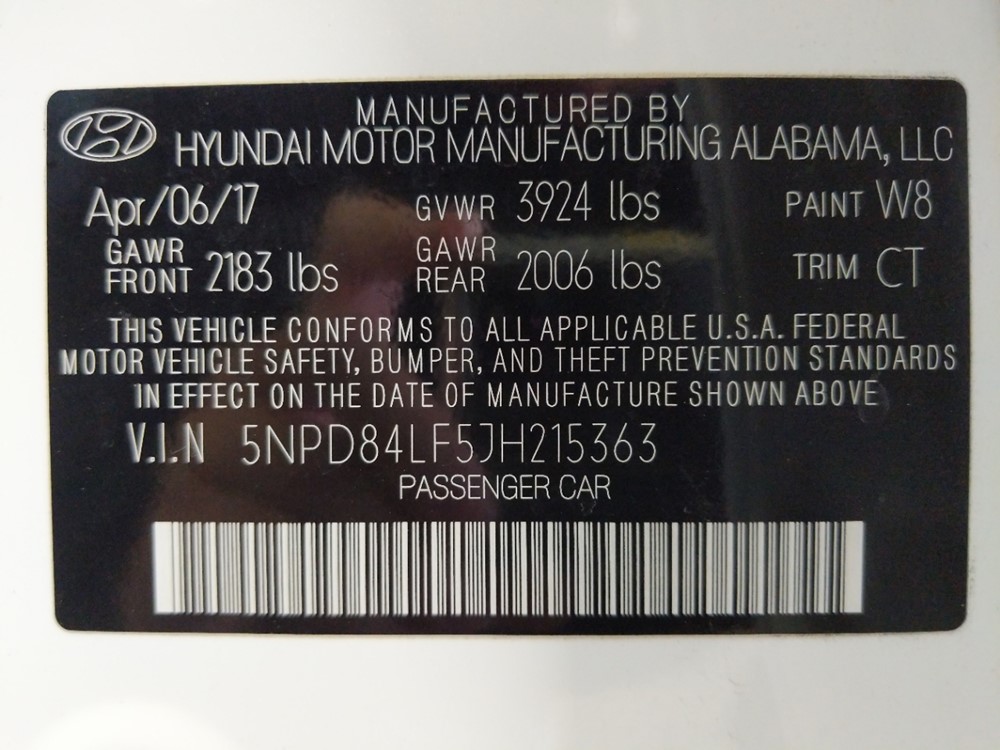 MANUFACTURED BY
HYUNDAI MOTOR MANUFACTURING ALABAMA, LLC
Apr/06/17 GVWR 3924 lbs PAINT W8
GAWR FRONT 2183 lbs GAWR REAR 2006 lbs TRIM CT
THIS VEHICLE CONFORMS TO ALL APPLICABLE U.S.A. FEDERAL
MOTOR VEHICLE SAFETY, BUMPER, AND THEFT PREVENTION STANDARDS
IN EFFECT ON THE DATE OF MANUFACTURE SHOWN ABOVE
V.I.N 5NPD84LF5JH215363
PASSENGER CAR